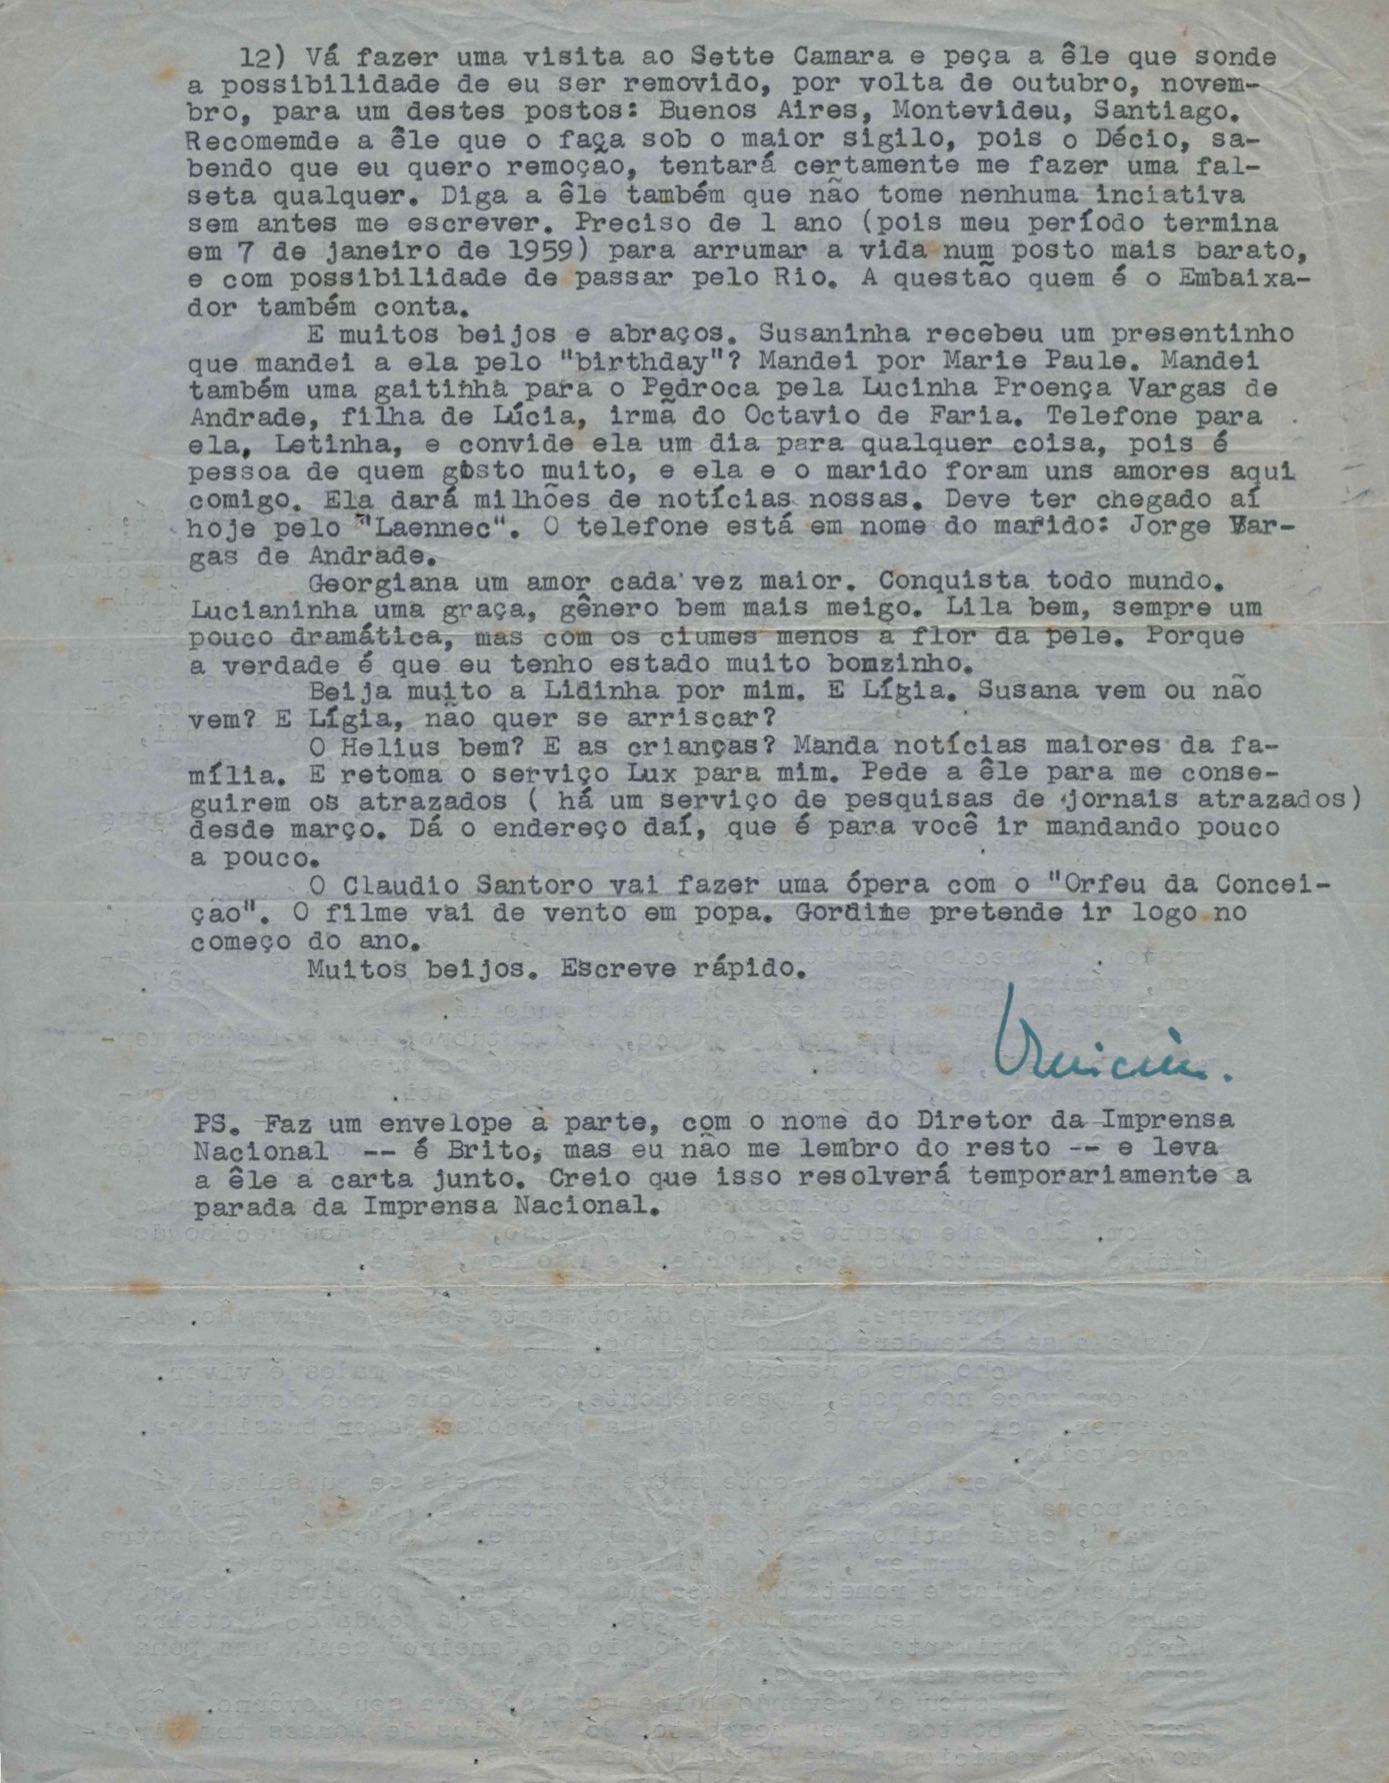 12) Vá fazer uma visita ao Sette Camara e peça a êle que sonde
a possibilidade de eu ser removido, por volta de outubro, novem-
bro, para um destes postos: Buenos Aires, Montevideu, Santiago.
Recomemde a êle que o faça sob o maior sigilo, pois o Décio, sa-
bendo que eu quero remoção, tentará certamente me fazer uma fal-
seta qualquer. Diga a êle também que não tome nenhuma inciativa
sem antes me escrever. Preciso de 1 ano (pois meu período termina
em 7 de janeiro de 1959) para arrumar a vida num posto mais barato,
e com possibilidade de passar pelo Rio. A questão quem é o Embaixa-
dor também conta.
E muitos beijos e abraços. Susaninha recebeu um presentinho
que mandei a ela pelo "birthday"? Mandei por Marie Paule. Mandei
também uma gaitinha para o Pedroca pela Lucinha Proença Vargas de
Andrade, filha de Lúcia, irmã do Octavio de Faria. Telefone para
ela, Letinha, e convide ela um dia para qualquer coisa, pois é
pessoa de quem gosto muito, e ela e o marido foram uns amores aqui
comigo. Ela dará milhões de notícias nossas. Deve ter chegado aí
hoje pelo "Laennec". O telefone está em nome do marido: Jorge Var-
gas de Andrade.
Georgiana um amor cada vez maior. Conquista todo mundo.
Lucianinha uma graça, gênero bem mais meigo. Lila bem, sempre um
pouco dramática, mas com os ciumes menos a flor da pele. Porque
a verdade é que eu tenho estado muito bomzinho.
Beija muito a Lidinha por mim. E Lígia. Susana vem ou não
vem? E Lígia, não quer se arriscar?
O Helius bem? E as crianças? Manda notícias maiores da fa-
mília. E retoma o serviço Lux para mim. Pede a êle para me conse-
guirem os atrazados ( há um serviço de pesquisas de jornais atrazados)
desde março. Dá o endereço daí, que é para você ir mandando pouco
a pouco.
O Claudio Santoro vai fazer uma ópera com o "Orfeu da Concei-
ção". O filme vai de vento em popa. Gordine pretende ir logo no
começo do ano.
Muitos beijos. Escreve rápido.
Vinicius.
PS. Faz um envelope à parte, com o nome do Diretor da Imprensa
Nacional -- é Brito, mas eu não me lembro do resto -- e leva
a êle a carta junto. Creio que isso resolverá temporariamente a
parada da Imprensa Nacional.